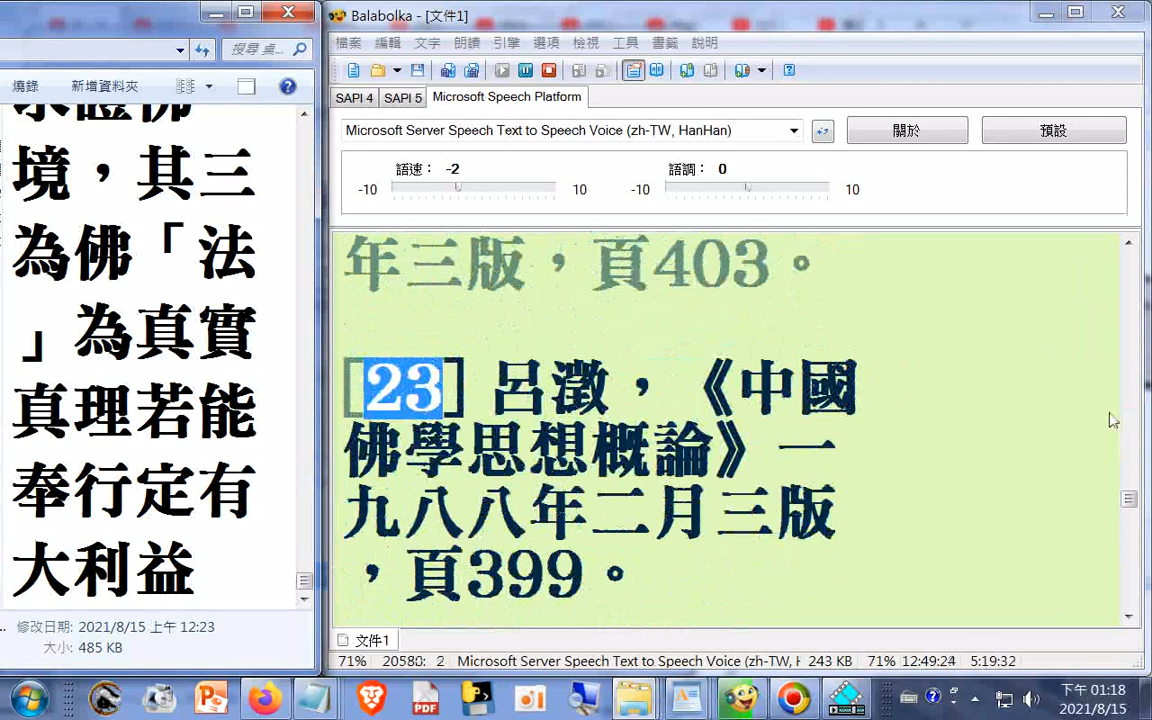 Balabolka - [文件1]
搜尋 桌...
檔案 編輯 文字 朗讀 引擎 選項 檢視 工具 書籤 說明
燒錄 新增資料夾
SAPI 4 SAPI 5 Microsoft Speech Platform
Microsoft Server Speech Text to Speech Voice (zh-TW, HanHan) 關於 預設
語速： -2 語調： 0
-10 10 -10 10
境，其三
為佛「法
」為真實
真理若能
奉行定有
大利益
年三版，頁403。
[23] 呂澂，《中國
佛學思想概論》一
九八八年二月三版
，頁399。
修改日期: 2021/8/15 上午 12:23
大小: 485 KB
文件1
71% 20580: 2 Microsoft Server Speech Text to Speech Voice (zh-TW, H 243 KB 71% 12:49:24 5:19:32
PDF
下午 01:18
2021/8/15